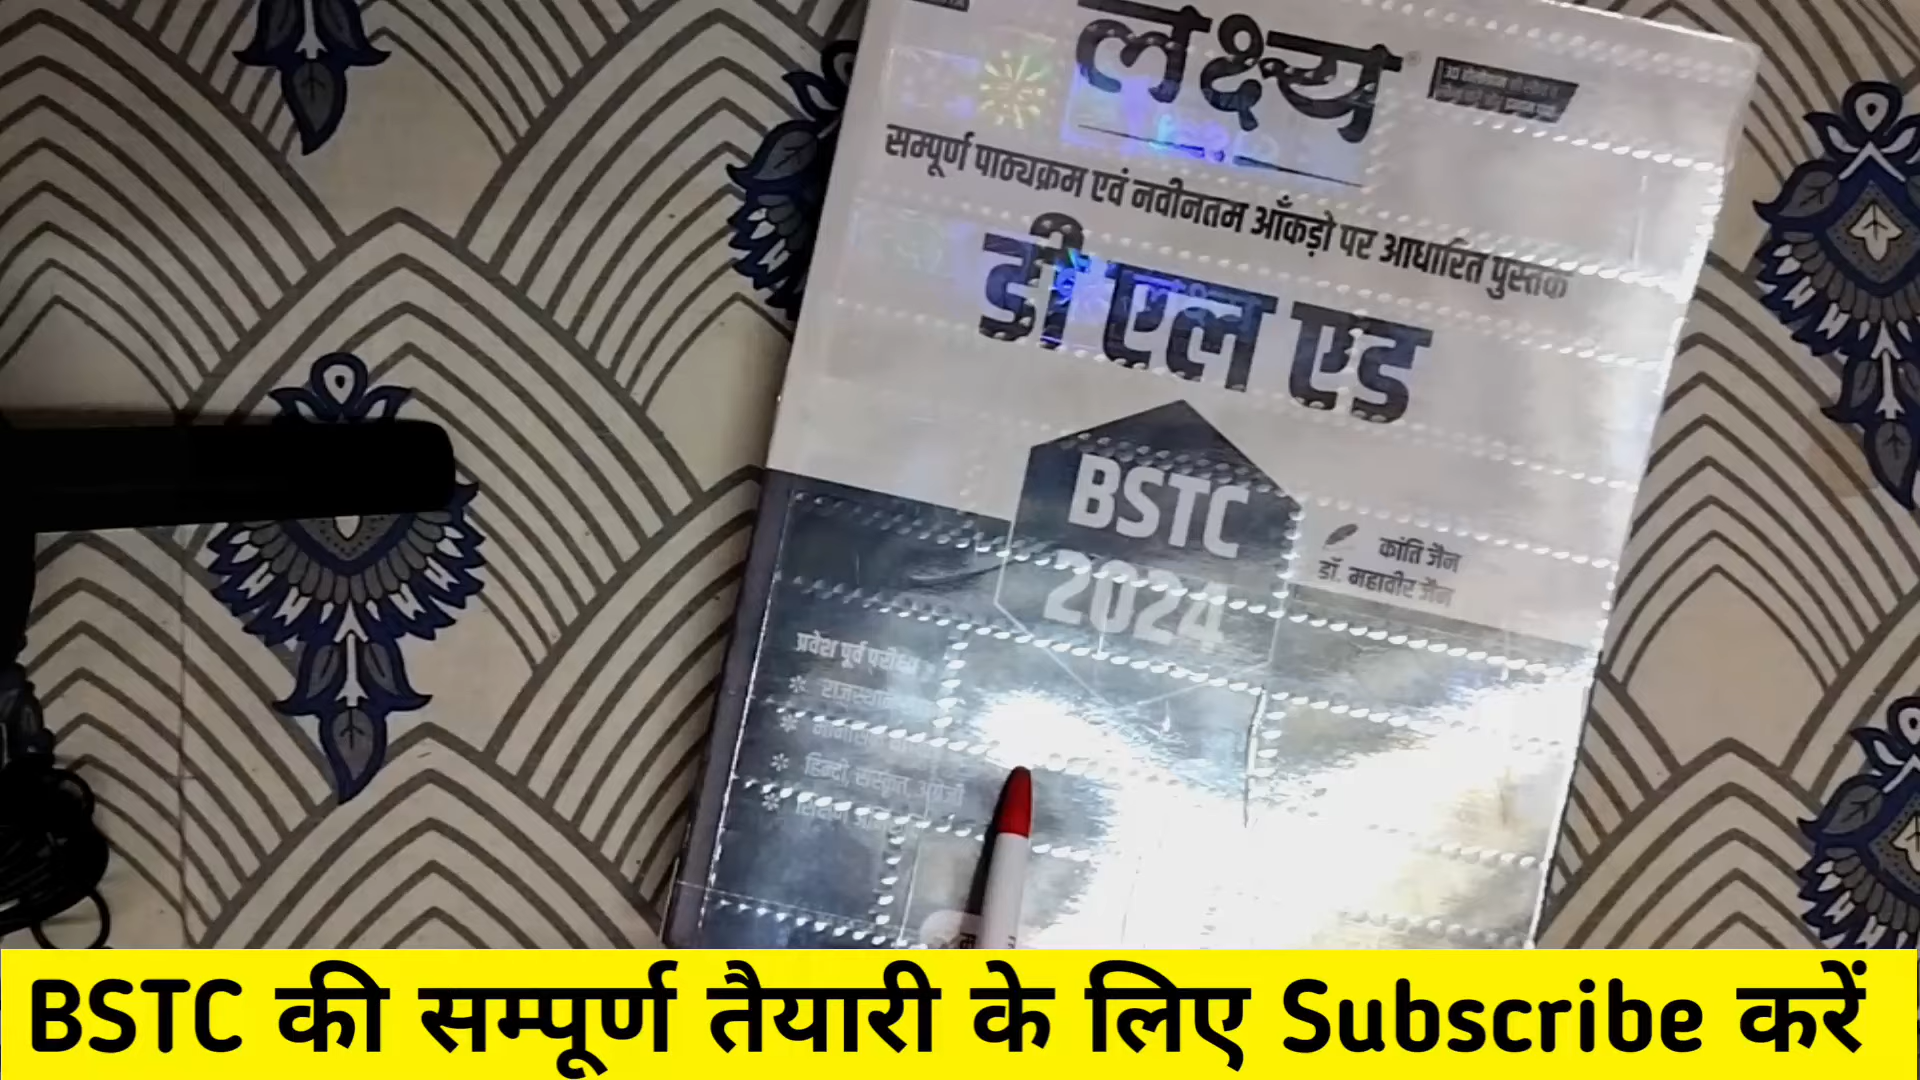 लक्ष्य
सम्पूर्ण पाठ्यक्रम एवं नवीनतम आँकड़ो पर आधारित पुस्तक
डी एल एड
BSTC
2024
कांति जैन
डॉ. महावीर जैन
प्रवेश पूर्व परीक्षा
हिन्दी, संस्कृत, अंग्रेजी
BSTC की सम्पूर्ण तैयारी के लिए Subscribe करें